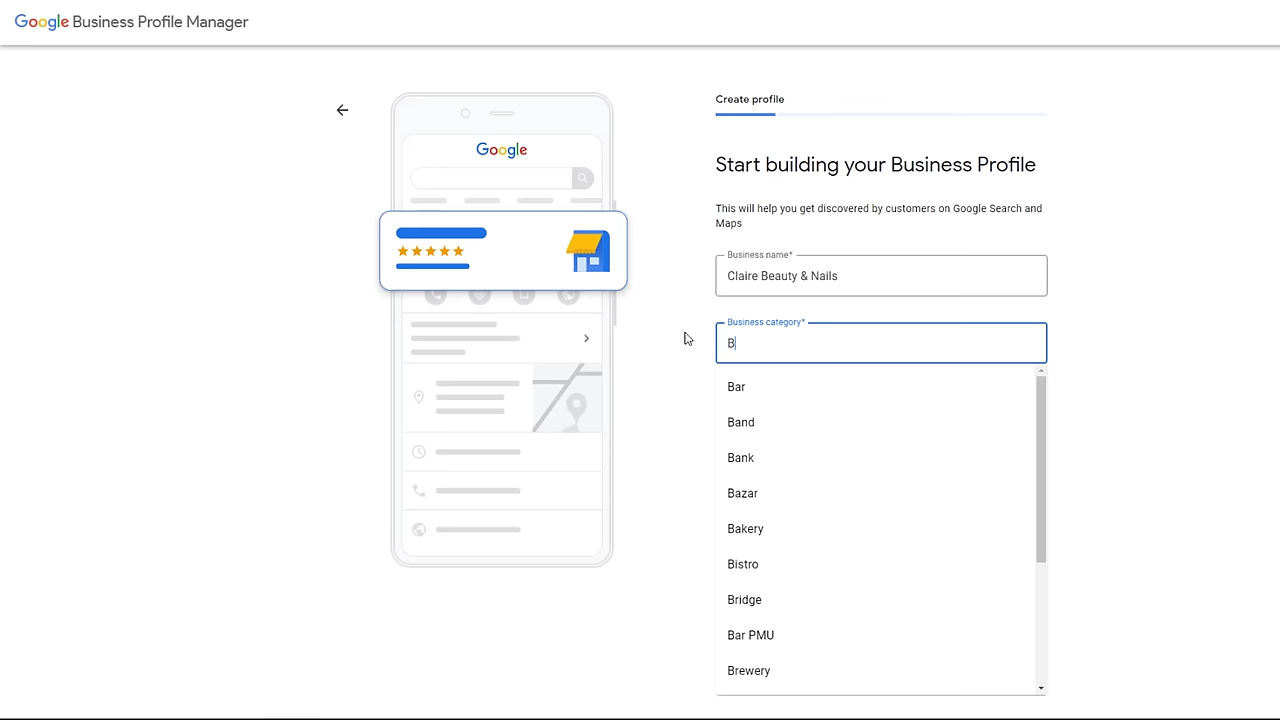 Google Business Profile Manager
Google
Create profile
Start building your Business Profile
This will help you get discovered by customers on Google Search and
Maps
Business name*
Claire Beauty & Nails
Business category*
B
Bar
Band
Bank
Bazar
Bakery
Bistro
Bridge
Bar PMU
Brewery